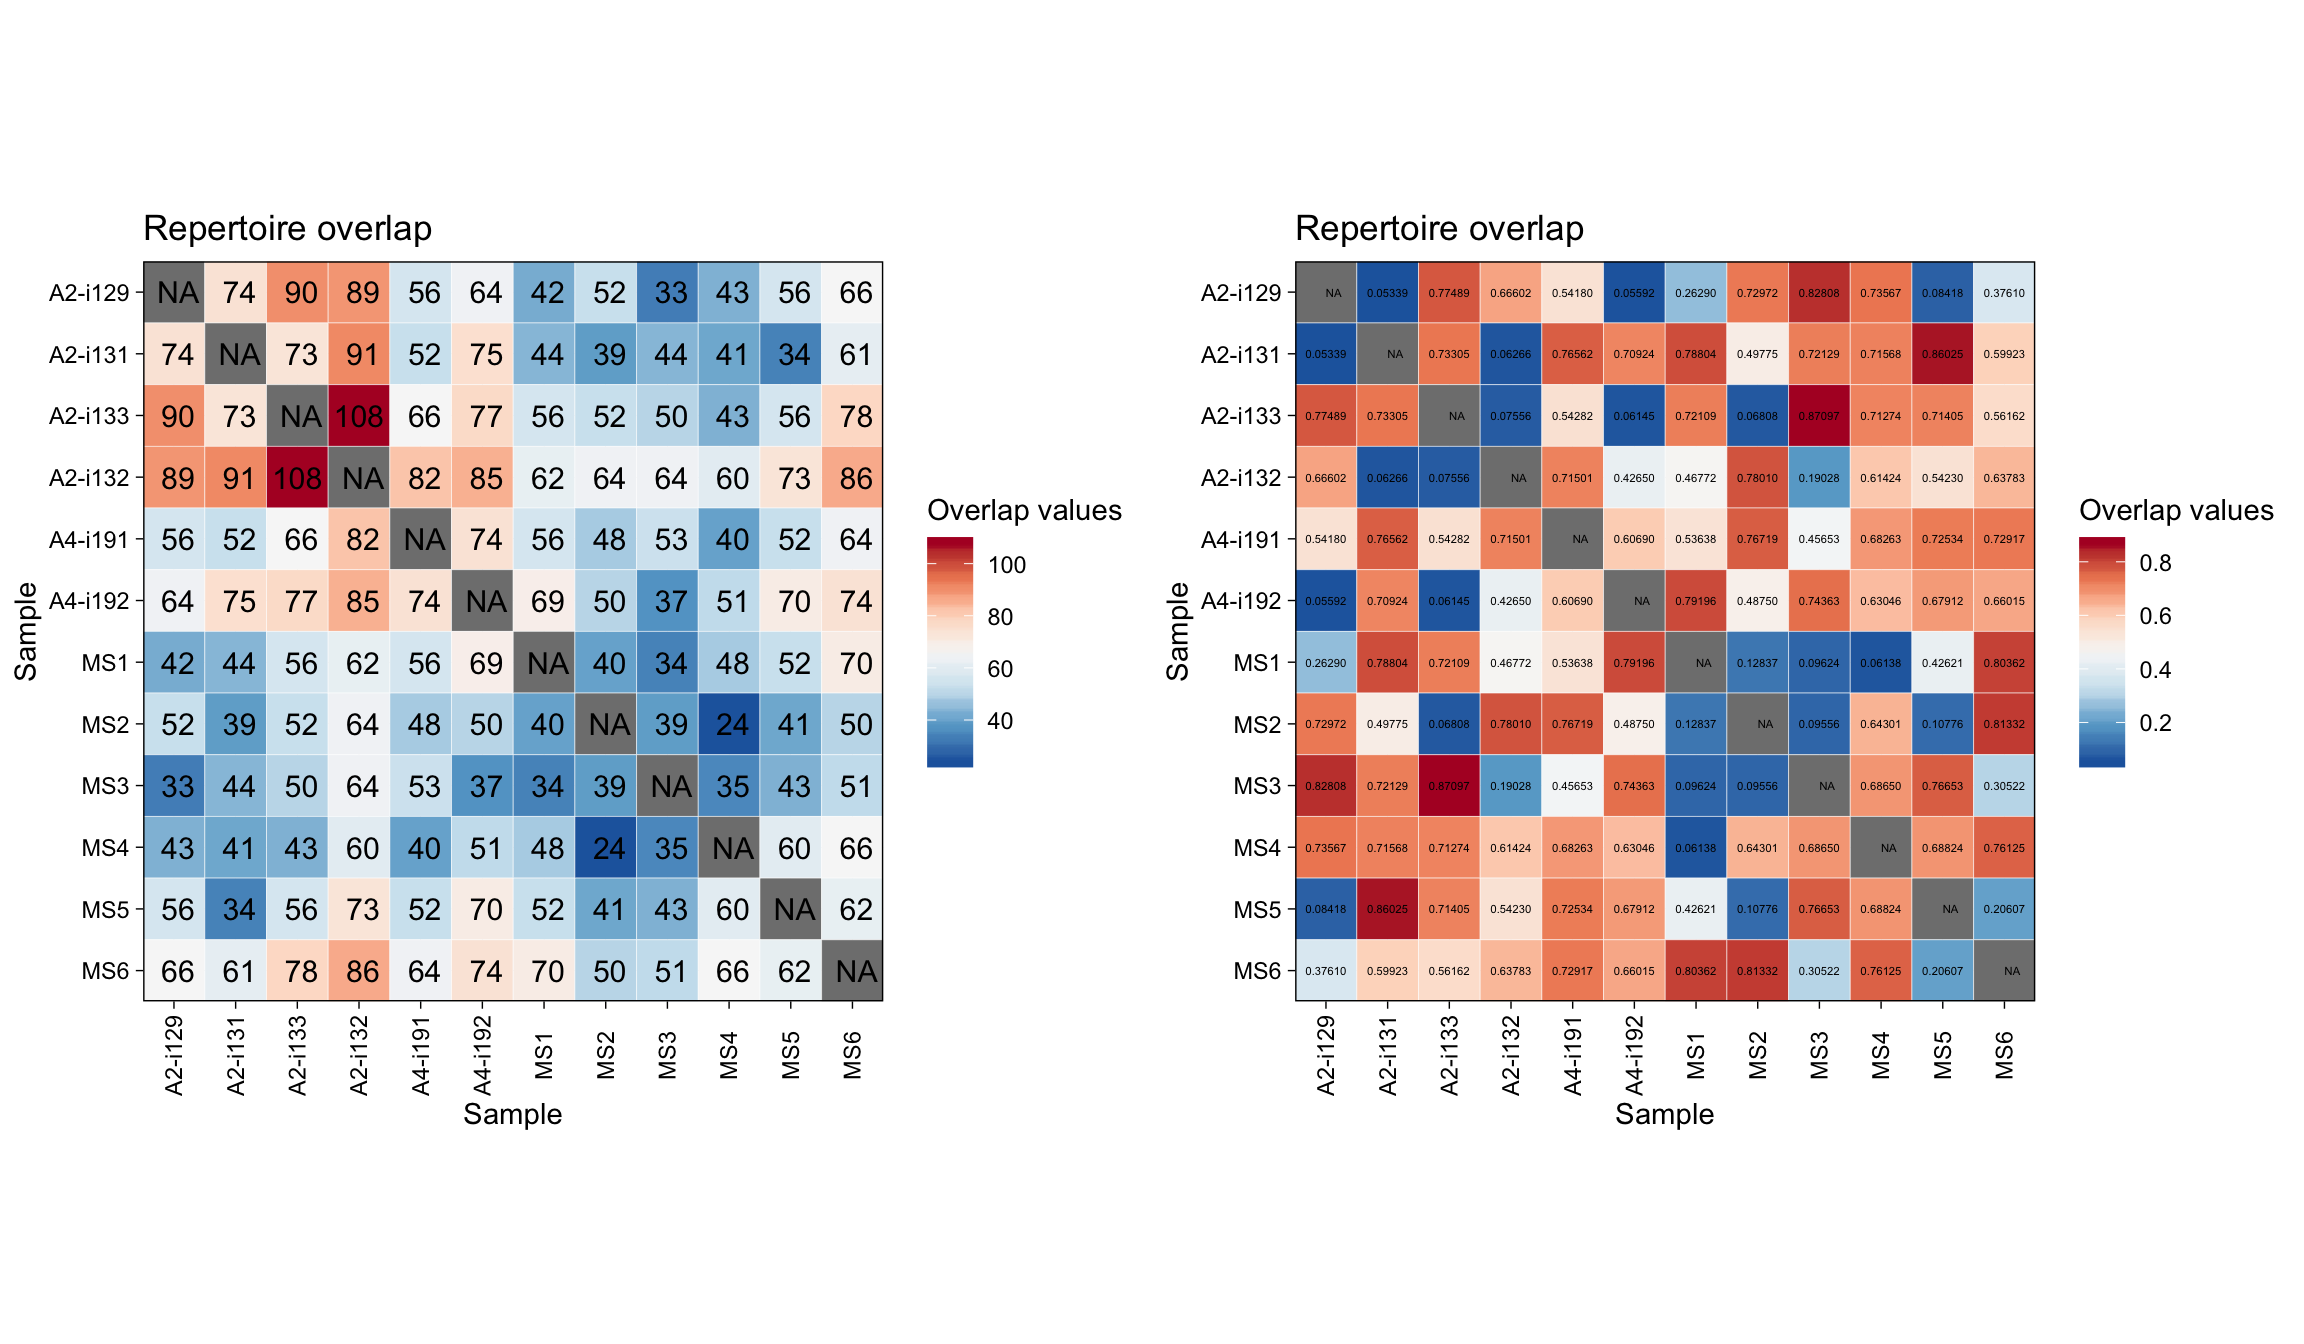 Repertoire overlap
A2-i129 NA 74 90 89 56 64 42 52 33 43 56 66
A2-i131 74 NA 73 91 52 75 44 39 44 41 34 61
A2-i133 90 73 NA 108 66 77 56 52 50 43 56 78
A2-i132 89 91 108 NA 82 85 62 64 64 60 73 86
A4-i191 56 52 66 82 NA 74 56 48 53 40 52 64
A4-i192 64 75 77 85 74 NA 69 50 37 51 70 74
MS1 42 44 56 62 56 69 NA 40 34 48 52 70
MS2 52 39 52 64 48 50 40 NA 39 24 41 50
MS3 33 44 50 64 53 37 34 39 NA 35 43 51
MS4 43 41 43 60 40 51 48 24 35 NA 60 66
MS5 56 34 56 73 52 70 52 41 43 60 NA 62
MS6 66 61 78 86 64 74 70 50 51 66 62 NA
A2-i129 A2-i131 A2-i133 A2-i132 A4-i191 A4-i192 MS1 MS2 MS3 MS4 MS5 MS6
Sample
Sample
Overlap values
100
80
60
40
Repertoire overlap
A2-i129 NA 0.05339 0.77489 0.66602 0.54180 0.05592 0.26290 0.72972 0.82808 0.73567 0.08418 0.37610
A2-i131 0.05339 NA 0.73305 0.06266 0.76562 0.70924 0.78804 0.49775 0.72129 0.71568 0.86025 0.59923
A2-i133 0.77489 0.73305 NA 0.07556 0.54282 0.06145 0.72109 0.06808 0.87097 0.71274 0.71405 0.56162
A2-i132 0.66602 0.06266 0.07556 NA 0.71501 0.42650 0.46772 0.78010 0.19028 0.61424 0.54230 0.63783
A4-i191 0.54180 0.76562 0.54282 0.71501 NA 0.60690 0.53638 0.76719 0.45653 0.68263 0.72534 0.72917
A4-i192 0.05592 0.70924 0.06145 0.42650 0.60690 NA 0.79196 0.48750 0.74363 0.63046 0.67912 0.66015
MS1 0.26290 0.78804 0.72109 0.46772 0.53638 0.79196 NA 0.12837 0.09624 0.06138 0.42621 0.80362
MS2 0.72972 0.49775 0.06808 0.78010 0.76719 0.48750 0.12837 NA 0.09556 0.64301 0.10776 0.81332
MS3 0.82808 0.72129 0.87097 0.19028 0.45653 0.74363 0.09624 0.09556 NA 0.68650 0.76653 0.30522
MS4 0.73567 0.71568 0.71274 0.61424 0.68263 0.63046 0.06138 0.64301 0.68650 NA 0.68824 0.76125
MS5 0.08418 0.86025 0.71405 0.54230 0.72534 0.67912 0.42621 0.10776 0.76653 0.68824 NA 0.20607
MS6 0.37610 0.59923 0.56162 0.63783 0.72917 0.66015 0.80362 0.81332 0.30522 0.76125 0.20607 NA
A2-i129 A2-i131 A2-i133 A2-i132 A4-i191 A4-i192 MS1 MS2 MS3 MS4 MS5 MS6
Sample
Sample
Overlap values
0.8
0.6
0.4
0.2